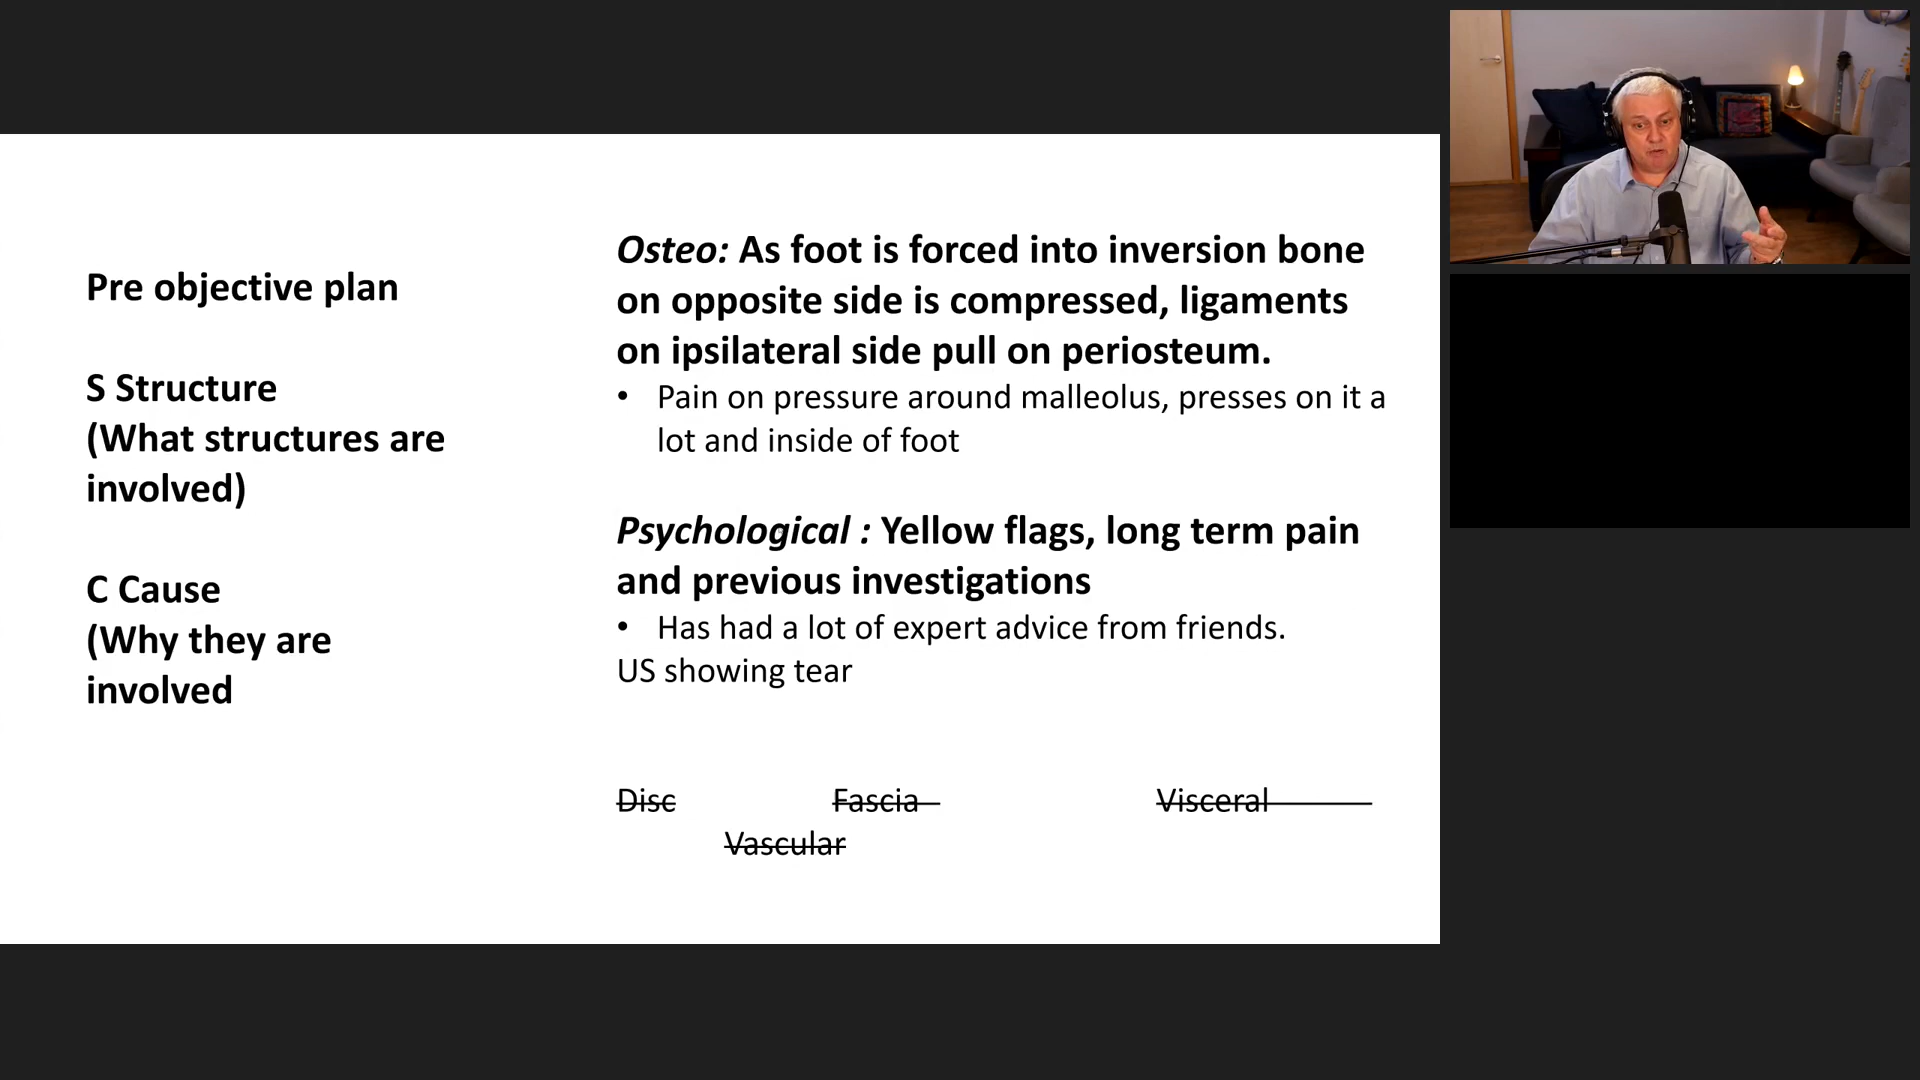 Pre objective plan
S Structure
(What structures are
involved)
C Cause
(Why they are
involved
Osteo: As foot is forced into inversion bone
on opposite side is compressed, ligaments
on ipsilateral side pull on periosteum.
• Pain on pressure around malleolus, presses on it a
lot and inside of foot
Psychological : Yellow flags, long term pain
and previous investigations
• Has had a lot of expert advice from friends.
US showing tear
Disc Fascia Visceral
Vascular